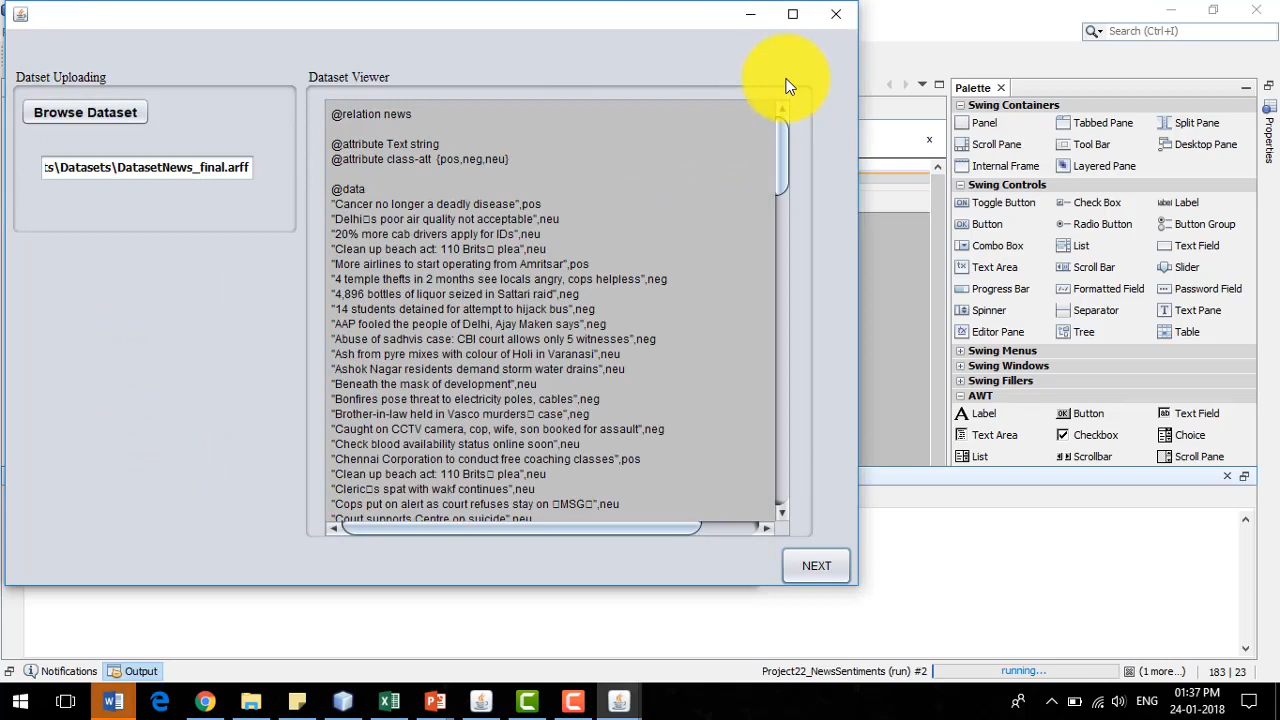 Search (Ctrl+I)
Datset Uploading
Browse Dataset
:s\Datasets\DatasetNews_final.arff
Dataset Viewer
@relation news
@attribute Text string
@attribute class-att {pos,neg,neu}
@data
"Cancer no longer a deadly disease",pos
"Delhi□s poor air quality not acceptable",neu
"20% more cab drivers apply for IDs",neu
"Clean up beach act: 110 Brits□ plea",neu
"More airlines to start operating from Amritsar",pos
"4 temple thefts in 2 months see locals angry, cops helpless",neg
"4,896 bottles of liquor seized in Sattari raid",neg
"14 students detained for attempt to hijack bus",neg
"AAP fooled the people of Delhi, Ajay Maken says",neg
"Abuse of sadhvis case: CBI court allows only 5 witnesses",neg
"Ash from pyre mixes with colour of Holi in Varanasi",neu
"Ashok Nagar residents demand storm water drains",neu
"Beneath the mask of development",neu
"Bonfires pose threat to electricity poles, cables",neg
"Brother-in-law held in Vasco murders□ case",neg
"Caught on CCTV camera, cop, wife, son booked for assault",neg
"Check blood availability status online soon",neu
"Chennai Corporation to conduct free coaching classes",pos
"Clean up beach act: 110 Brits□ plea",neu
"Cleric□s spat with wakf continues",neu
"Cops put on alert as court refuses stay on □MSG□",neu
"Court supports Centre on suicide",neu
NEXT
Palette
Properties
Swing Containers
Panel Tabbed Pane Split Pane
Scroll Pane Tool Bar Desktop Pane
Internal Frame Layered Pane
Swing Controls
Toggle Button Check Box Label
Button Radio Button Button Group
Combo Box List Text Field
Text Area Scroll Bar Slider
Progress Bar Formatted Field Password Field
Spinner Separator Text Pane
Editor Pane Tree Table
Swing Menus
Swing Windows
Swing Fillers
AWT
Label Button Text Field
Text Area Checkbox Choice
List Scrollbar Scroll Pane
Notifications Output Project22_NewsSentiments (run) #2 running... (1 more...) 183 | 23
ENG 01:37 PM
24-01-2018